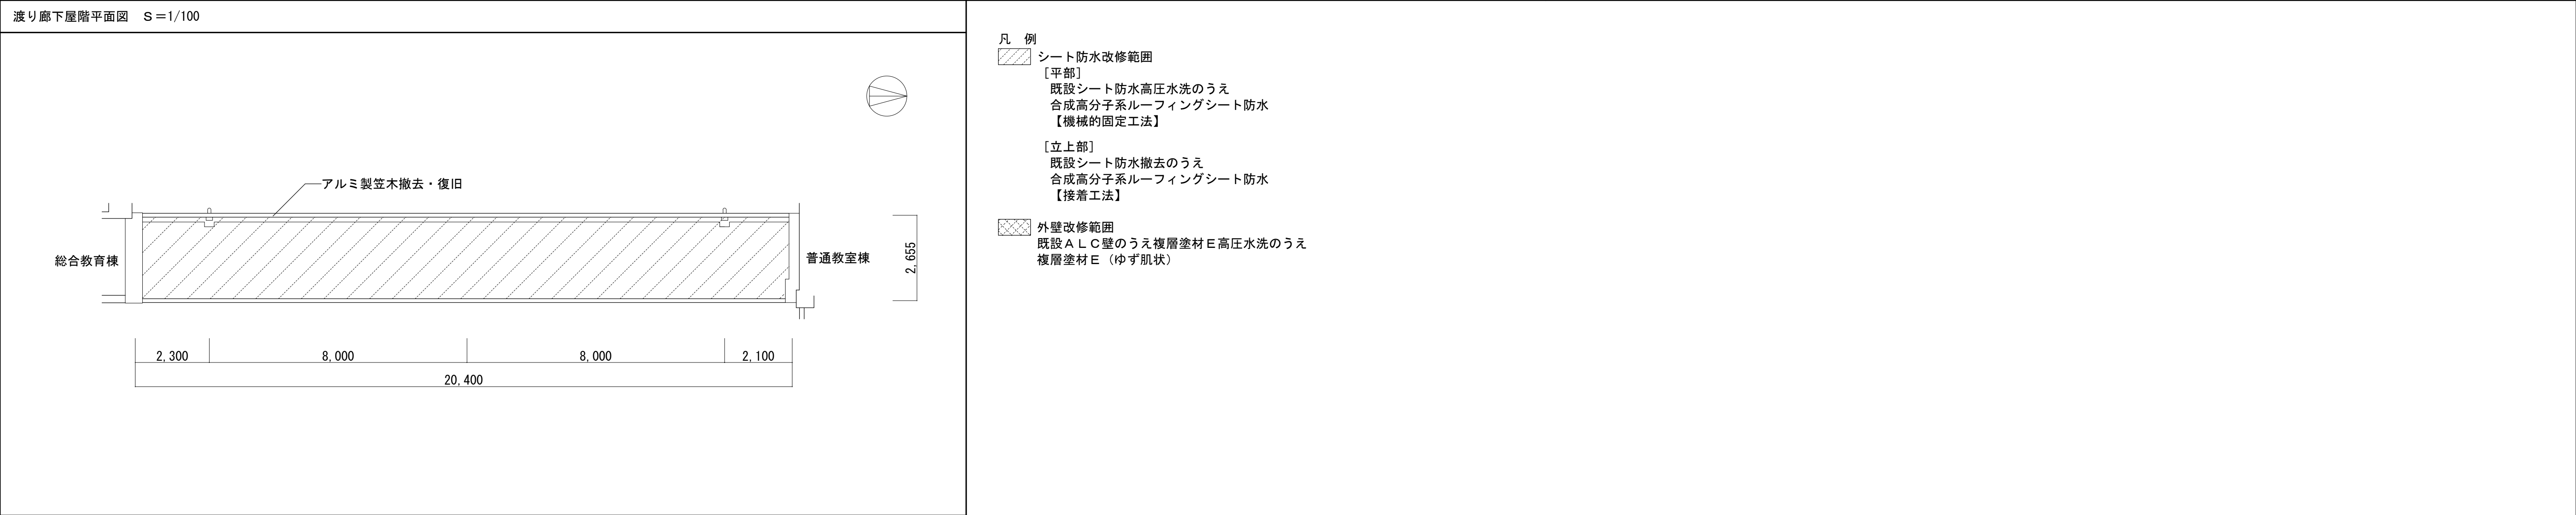 渡り廊下屋階平面図　Ｓ＝1/100
アルミ製笠木撤去・復旧
総合教育棟
普通教室棟
2,655
2,300
8,000
8,000
2,100
20,400
凡　例
シート防水改修範囲
［平部］
既設シート防水高圧水洗のうえ
合成高分子系ルーフィングシート防水
【機械的固定工法】
［立上部］
既設シート防水撤去のうえ
合成高分子系ルーフィングシート防水
【接着工法】
外壁改修範囲
既設ＡＬＣ壁のうえ複層塗材Ｅ高圧水洗のうえ
複層塗材Ｅ（ゆず肌状）